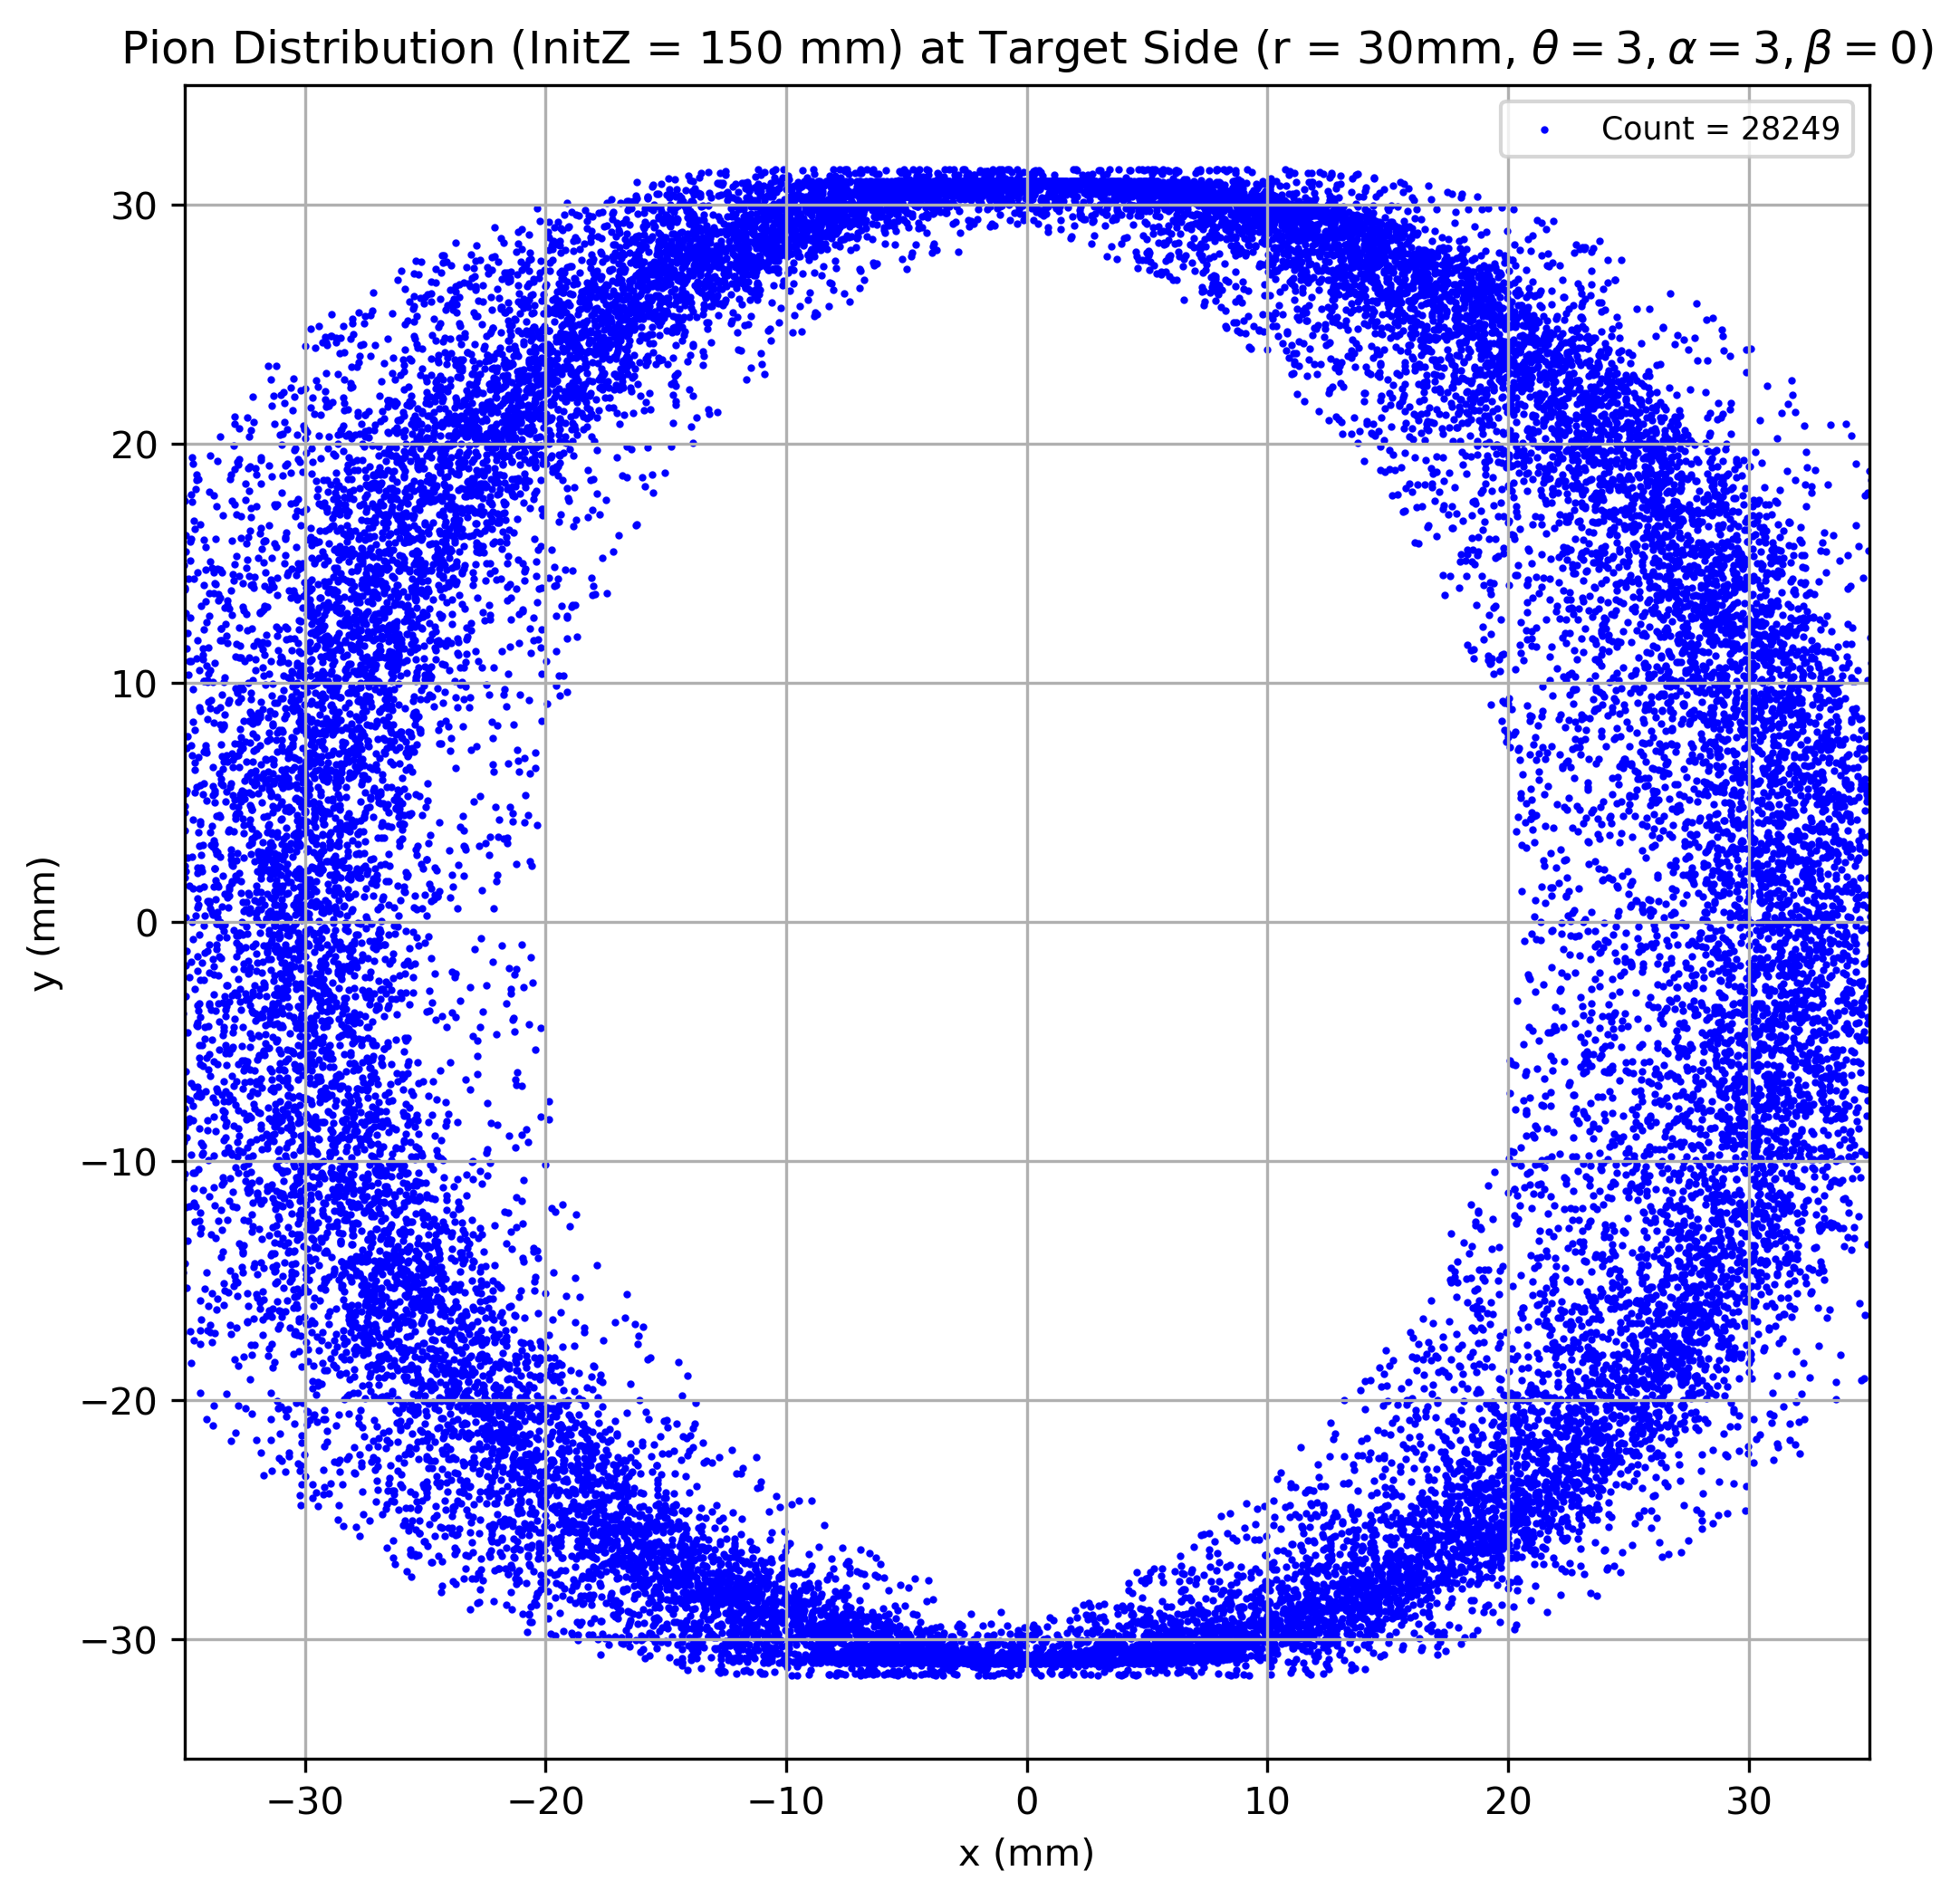 Pion Distribution (InitZ = 150 mm) at Target Side (r = 30mm, θ = 3, α = 3, β = 0)
Count = 28249
30
20
10
0
−10
−20
−30
y (mm)
−30 −20 −10 0 10 20 30
x (mm)